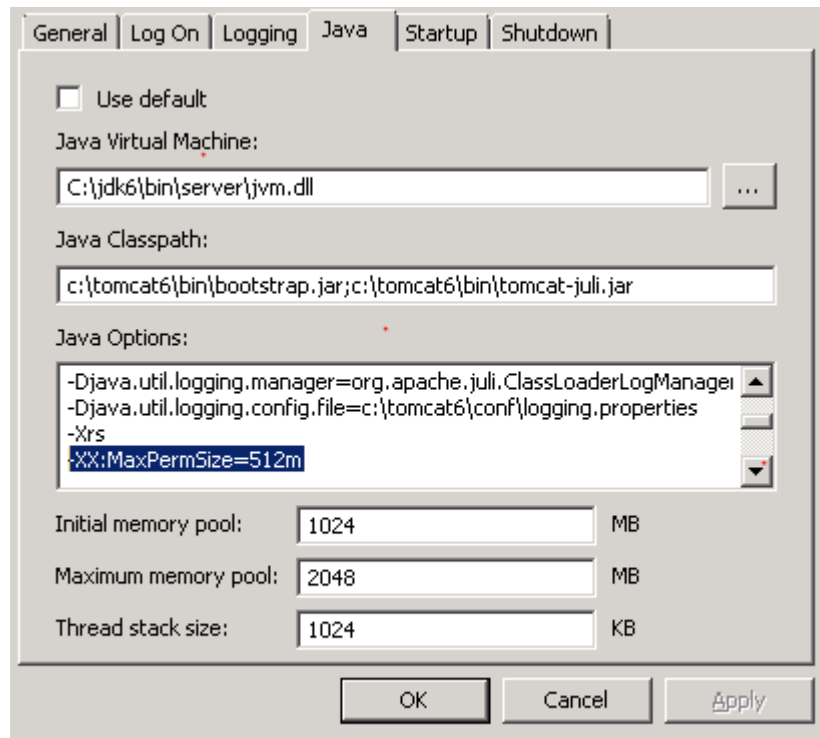 General Log On Logging Java Startup Shutdown
Use default
Java Virtual Machine:
C:\jdk6\bin\server\jvm.dll ...
Java Classpath:
c:\tomcat6\bin\bootstrap.jar;c:\tomcat6\bin\tomcat-juli.jar
Java Options:
-Djava.util.logging.manager=org.apache.juli.ClassLoaderLogManager
-Djava.util.logging.config.file=c:\tomcat6\conf\logging.properties
-Xrs
-XX:MaxPermSize=512m
Initial memory pool: 1024 MB
Maximum memory pool: 2048 MB
Thread stack size: 1024 KB
OK Cancel Apply